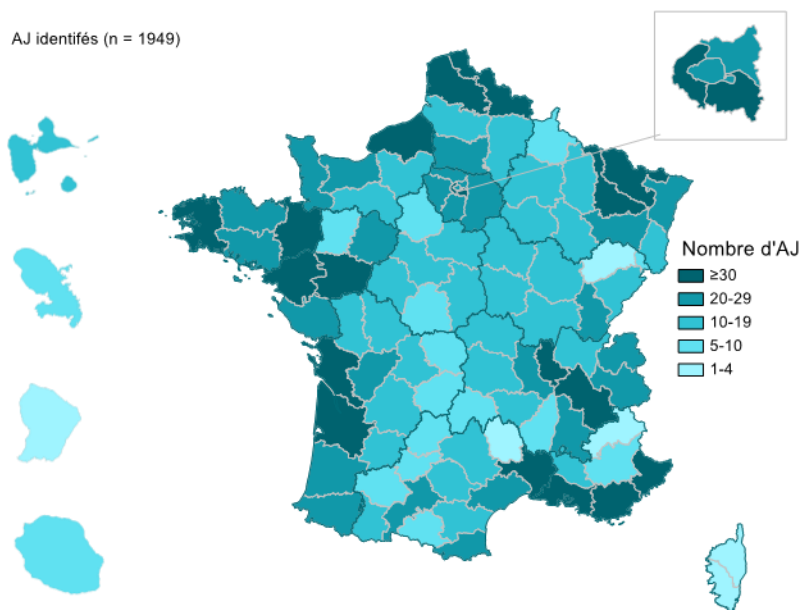 AJ identifés (n = 1949)
Nombre d'AJ
≥30
20-29
10-19
5-10
1-4